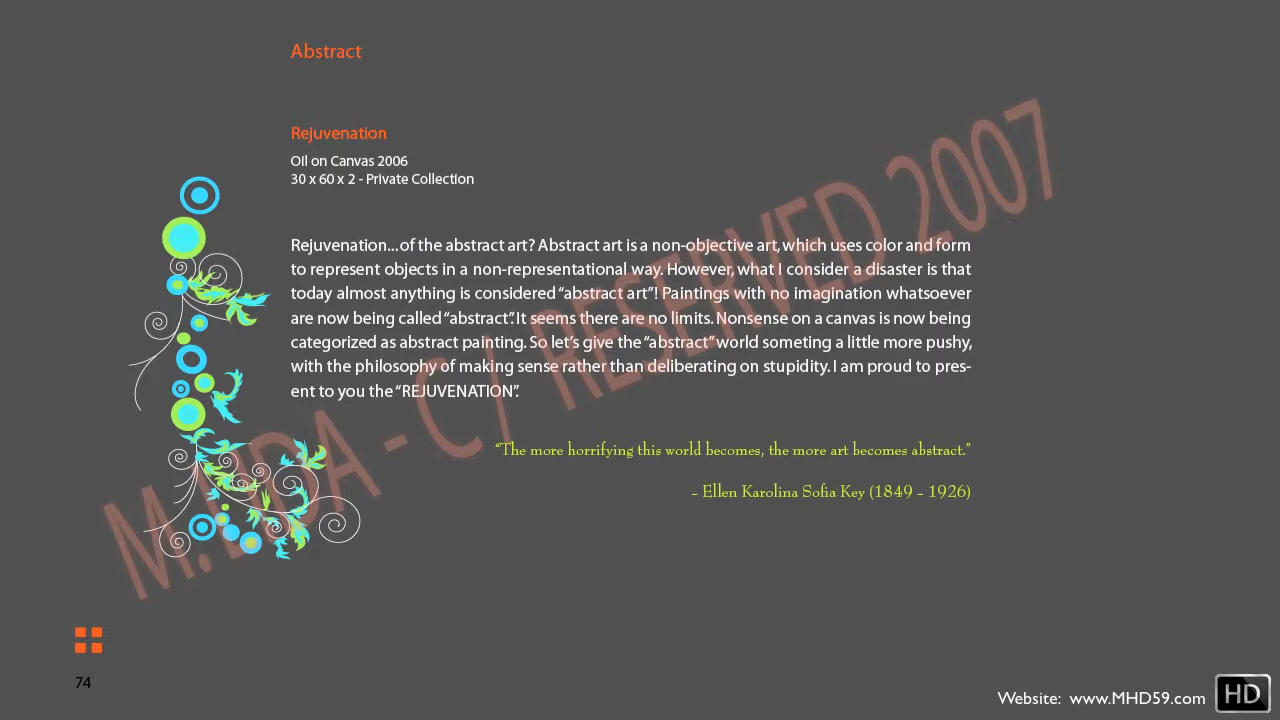 Abstract
Rejuvenation
Oil on Canvas 2006
30 x 60 x 2 - Private Collection
Rejuvenation...of the abstract art? Abstract art is a non-objective art, which uses color and form
to represent objects in a non-representational way. However, what I consider a disaster is that
today almost anything is considered “abstract art”! Paintings with no imagination whatsoever
are now being called “abstract”. It seems there are no limits. Nonsense on a canvas is now being
categorized as abstract painting. So let’s give the “abstract” world someting a little more pushy,
with the philosophy of making sense rather than deliberating on stupidity. I am proud to pres-
ent to you the “REJUVENATION”.
“The more horrifying this world becomes, the more art becomes abstract.”
– Ellen Karolina Sofia Key (1849 – 1926)
- C/ RESERVED 2007
74
Website: www.MHD59.com
HD